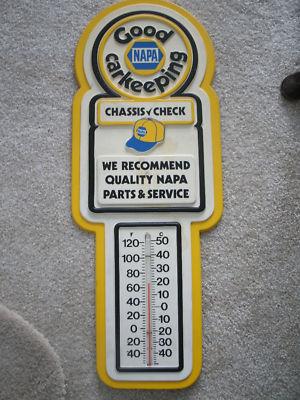 Good
NAPA
carkeeping
CHASSIS ✓ CHECK
WE RECOMMEND
QUALITY NAPA
PARTS & SERVICE
F C
120 50
100 40
80 30
60 20
40 10
20 0
0 10
20 20
40 30
40